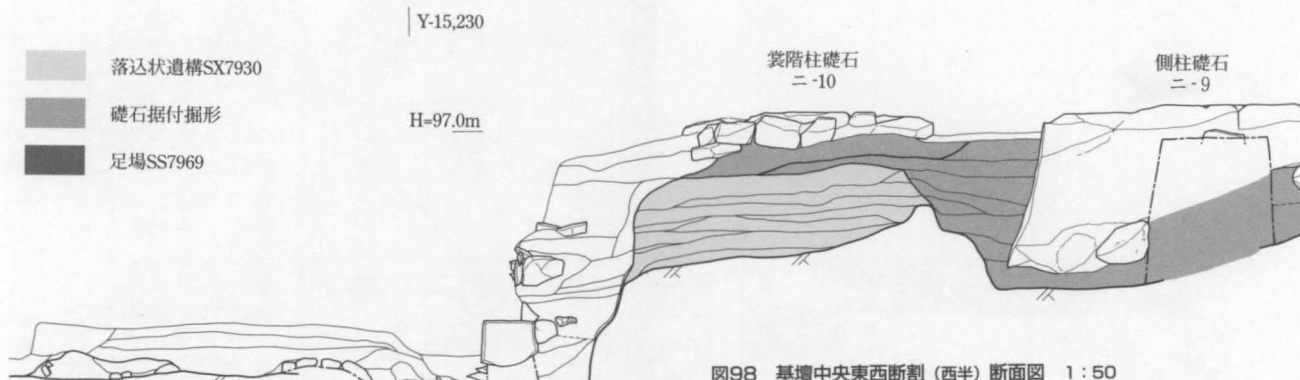 Y-15,230
落込状遺構SX7930
礎石据付掘形
足場SS7969
H=97.0m
裳階柱礎石
ニ-10
側柱礎石
ニ-9
図98 基壇中央東西断割（西半）断面図 1：50